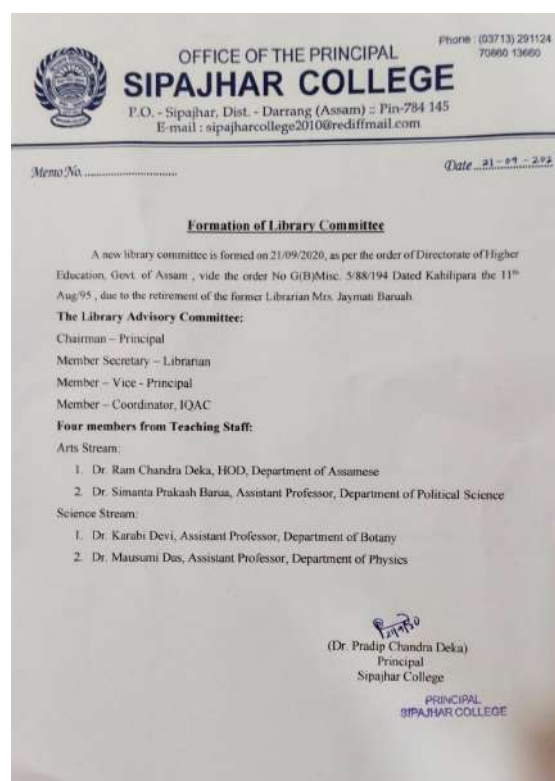 Phone : (03713) 291124
70860 13660
OFFICE OF THE PRINCIPAL
SIPAJHAR COLLEGE
P.O. - Sipajhar, Dist. - Darrang (Assam) :: Pin-784 145
E-mail : sipajharcollege2010@rediffmail.com
Memo No. ..............................
Date 21-09-202
Formation of Library Committee
A new library committee is formed on 21/09/2020, as per the order of Directorate of Higher
Education, Govt. of Assam , vide the order No G(B)Misc. 5/88/194 Dated Kahilipara the 11th
Aug/95 , due to the retirement of the former Librarian Mrs. Jaymati Baruah.
The Library Advisory Committee:
Chairman – Principal
Member Secretary – Librarian
Member – Vice - Principal
Member – Coordinator, IQAC
Four members from Teaching Staff:
Arts Stream:
1. Dr. Ram Chandra Deka, HOD, Department of Assamese
2. Dr. Simanta Prakash Barua, Assistant Professor, Department of Political Science
Science Stream:
1. Dr. Karabi Devi, Assistant Professor, Department of Botany
2. Dr. Mausumi Das, Assistant Professor, Department of Physics
(Dr. Pradip Chandra Deka)
Principal
Sipajhar College
PRINCIPAL
SIPAJHAR COLLEGE